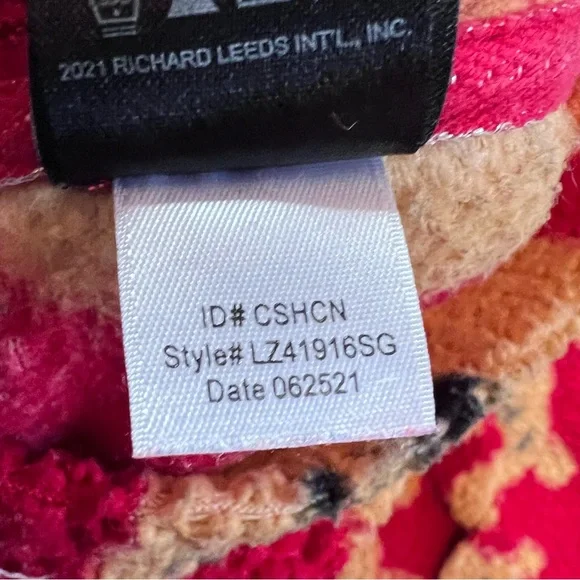 2021 RICHARD LEEDS INT'L., INC.
ID# CSHCN
Style# LZ41916SG
Date 062521